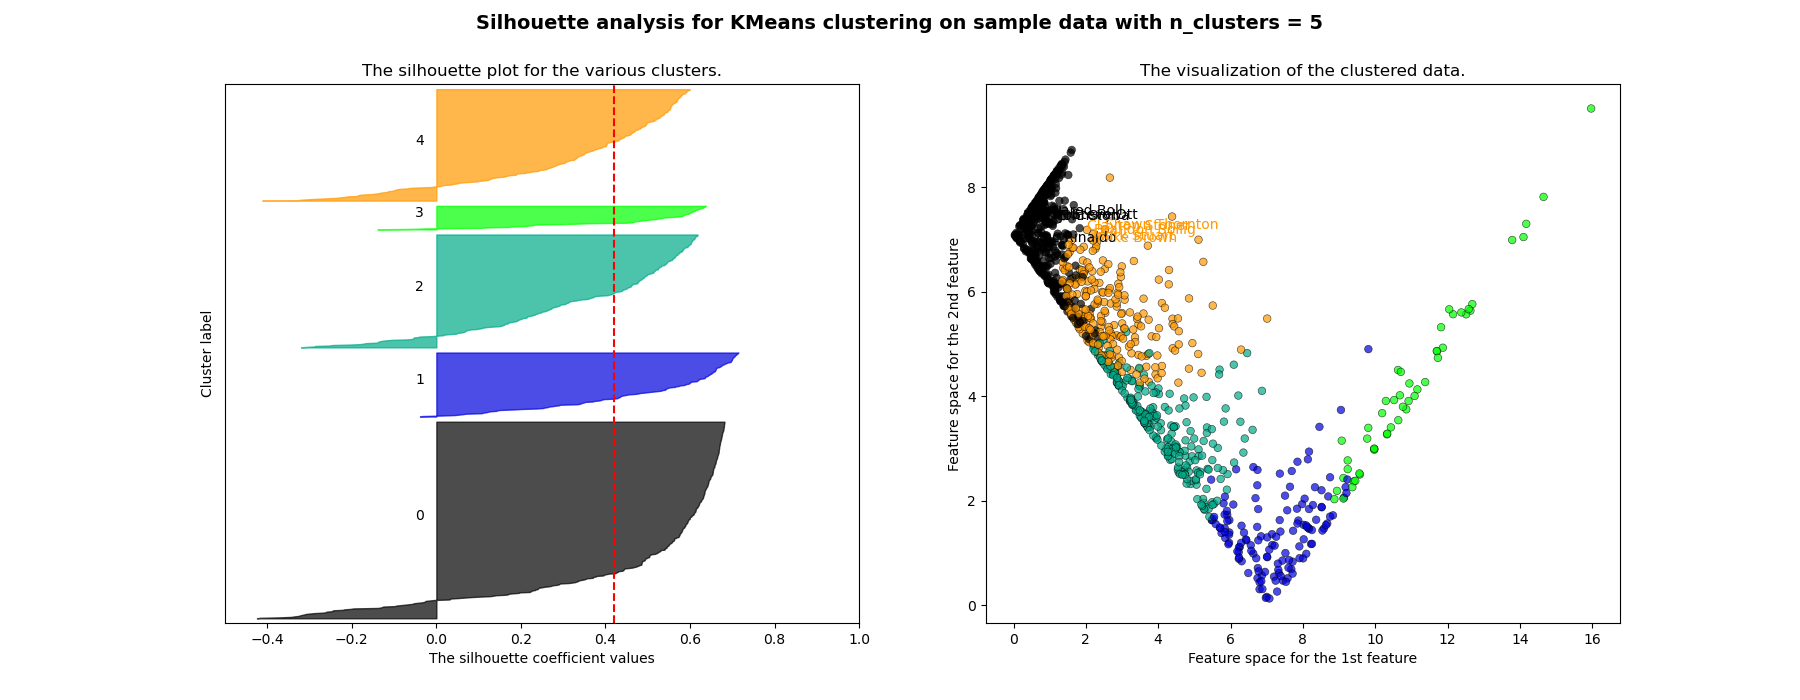 Silhouette analysis for KMeans clustering on sample data with n_clusters = 5
The silhouette plot for the various clusters.
Cluster label
4
3
2
1
0
−0.4 −0.2 0.0 0.2 0.4 0.6 0.8 1.0
The silhouette coefficient values
The visualization of the clustered data.
Feature space for the 2nd feature
8
6
4
2
0
Boll
Thornton
Brown
0 2 4 6 8 10 12 14 16
Feature space for the 1st feature